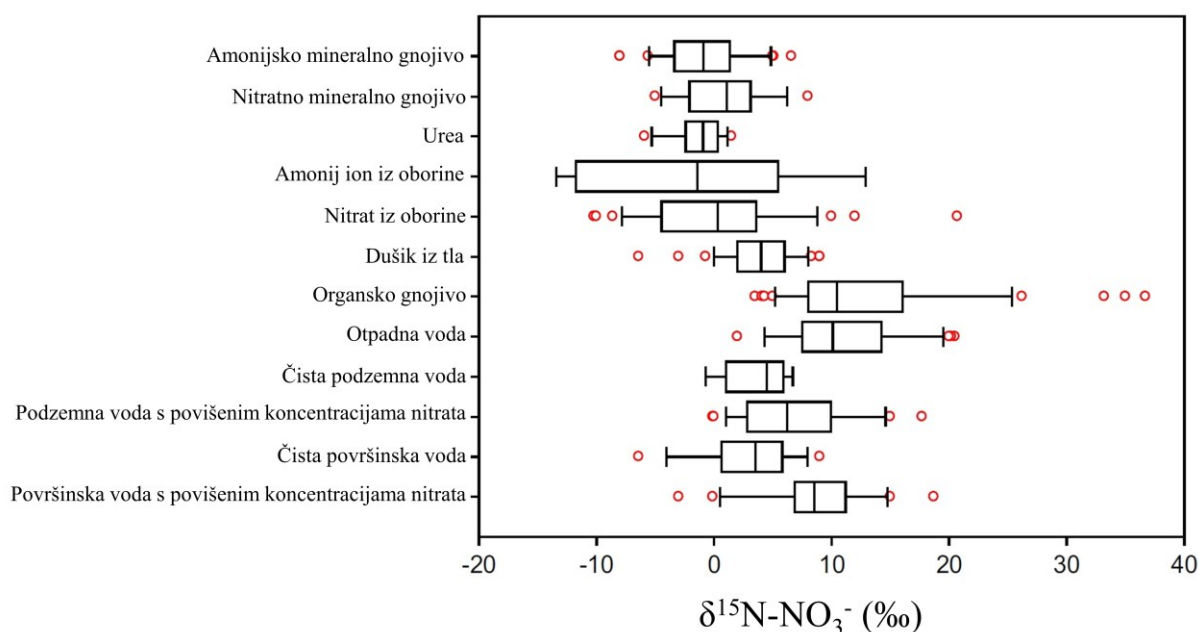 Amonijsko mineralno gnojivo
Nitratno mineralno gnojivo
Urea
Amonij ion iz oborine
Nitrat iz oborine
Dušik iz tla
Organsko gnojivo
Otpadna voda
Čista podzemna voda
Podzemna voda s povišenim koncentracijama nitrata
Čista površinska voda
Površinska voda s povišenim koncentracijama nitrata
-20 -10 0 10 20 30 40
δ¹⁵N-NO₃⁻ (‰)